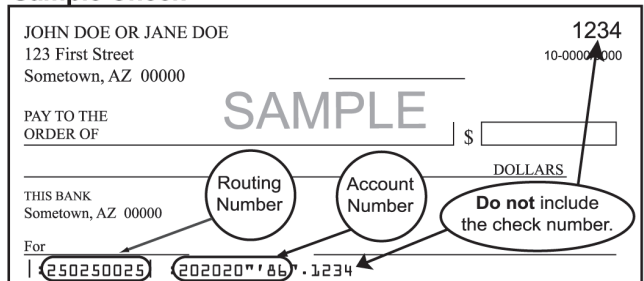 JOHN DOE OR JANE DOE
1234
123 First Street
10-0000/0000
Sometown, AZ 00000
SAMPLE
PAY TO THE
ORDER OF
$
DOLLARS
THIS BANK
Sometown, AZ 00000
Routing
Number
Account
Number
Do not include
the check number.
For
|:250250025| :202020"'86".1234